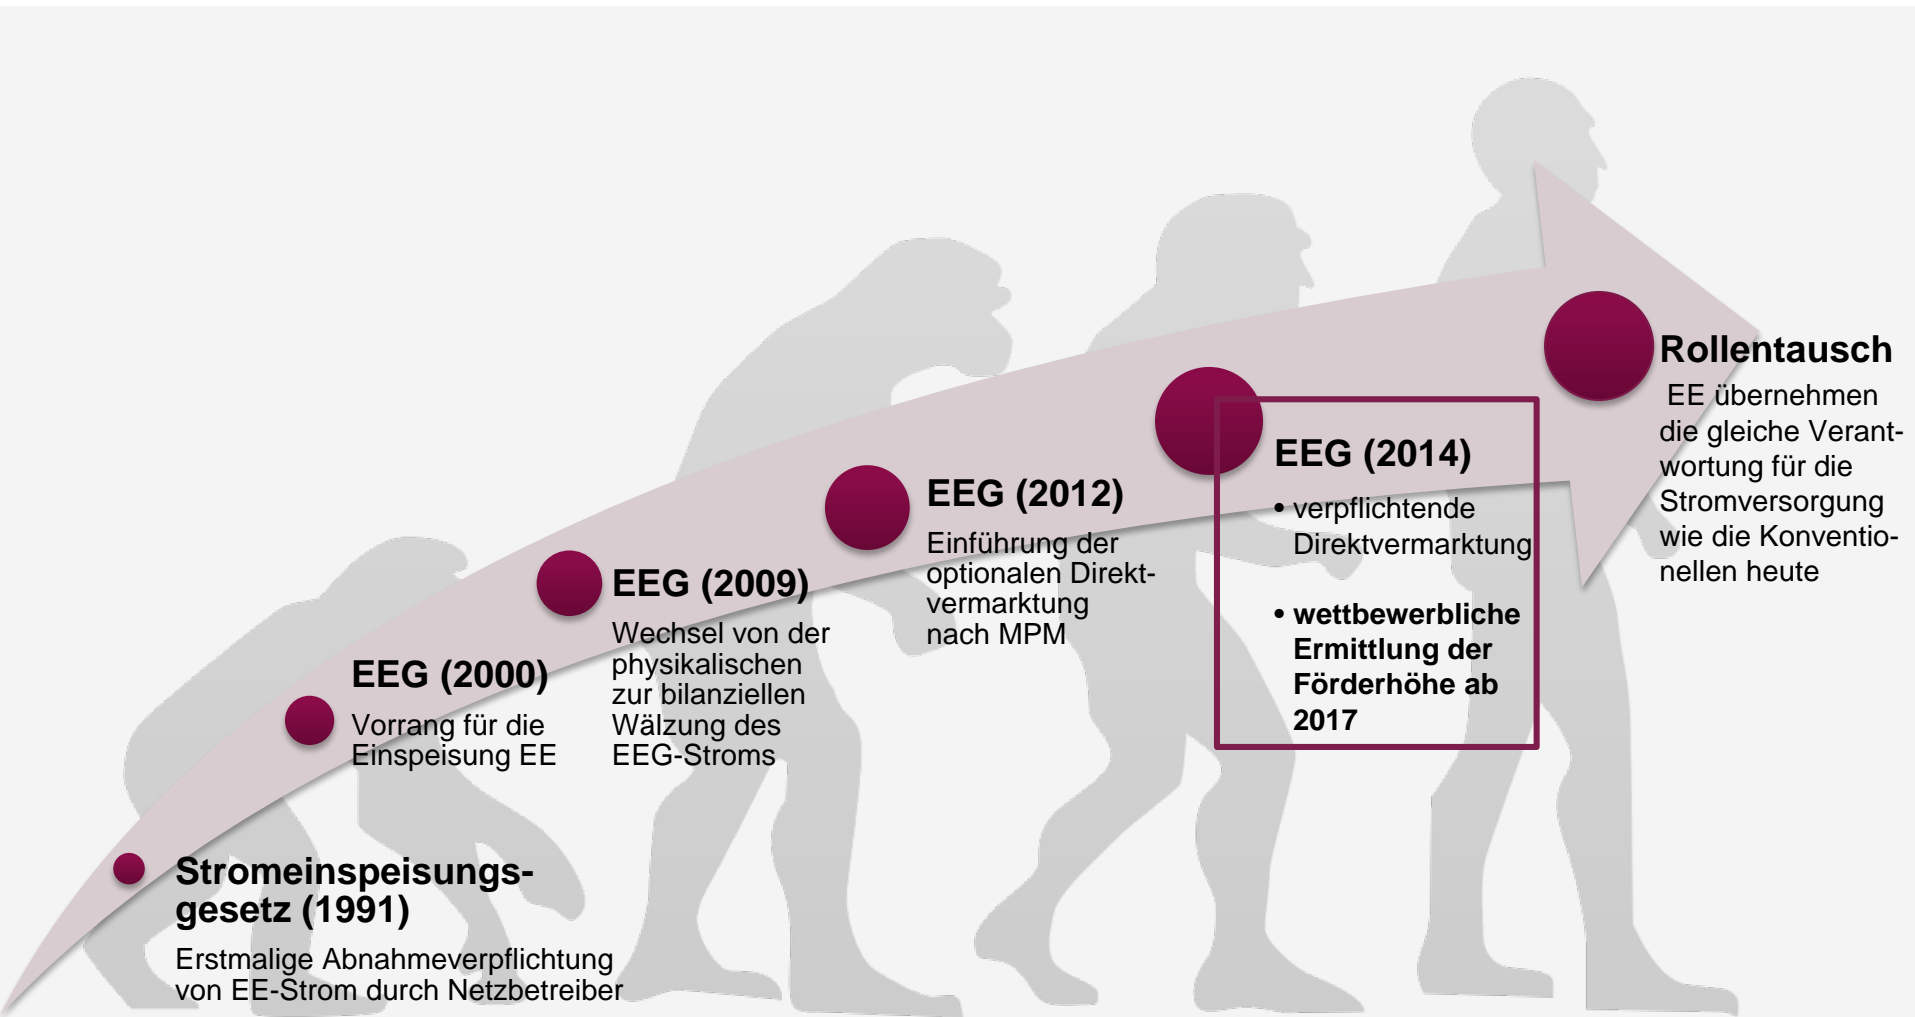 Stromeinspeisungs-
gesetz (1991)
Erstmalige Abnahmeverpflichtung
von EE-Strom durch Netzbetreiber
EEG (2000)
Vorrang für die
Einspeisung EE
EEG (2009)
Wechsel von der
physikalischen
zur bilanziellen
Wälzung des
EEG-Stroms
EEG (2012)
Einführung der
optionalen Direkt-
vermarktung
nach MPM
EEG (2014)
• verpflichtende
Direktvermarktung
• wettbewerbliche
Ermittlung der
Förderhöhe ab
2017
Rollentausch
EE übernehmen
die gleiche Verant-
wortung für die
Stromversorgung
wie die Konventio-
nellen heute